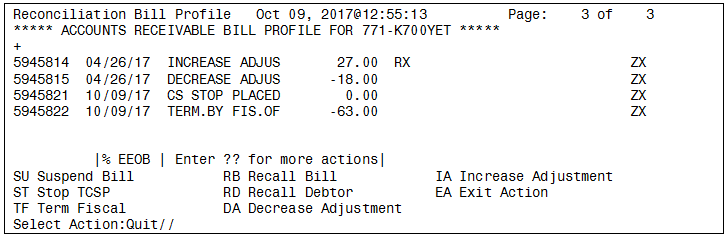 Reconciliation Bill Profile   Oct 09, 2017@12:55:13          Page:    3 of    3
***** ACCOUNTS RECEIVABLE BILL PROFILE FOR 771-K700YET *****
+
5945814  04/26/17  INCREASE ADJUS       27.00  RX                          ZX
5945815  04/26/17  DECREASE ADJUS      -18.00                              ZX
5945821  10/09/17  CS STOP PLACED        0.00                              ZX
5945822  10/09/17  TERM.BY FIS.OF      -63.00                              ZX
|% EEOB | Enter ?? for more actions|
SU Suspend Bill          RB Recall Bill           IA Increase Adjustment
ST Stop TCSP             RD Recall Debtor         EA Exit Action
TF Term Fiscal           DA Decrease Adjustment
Select Action:Quit//